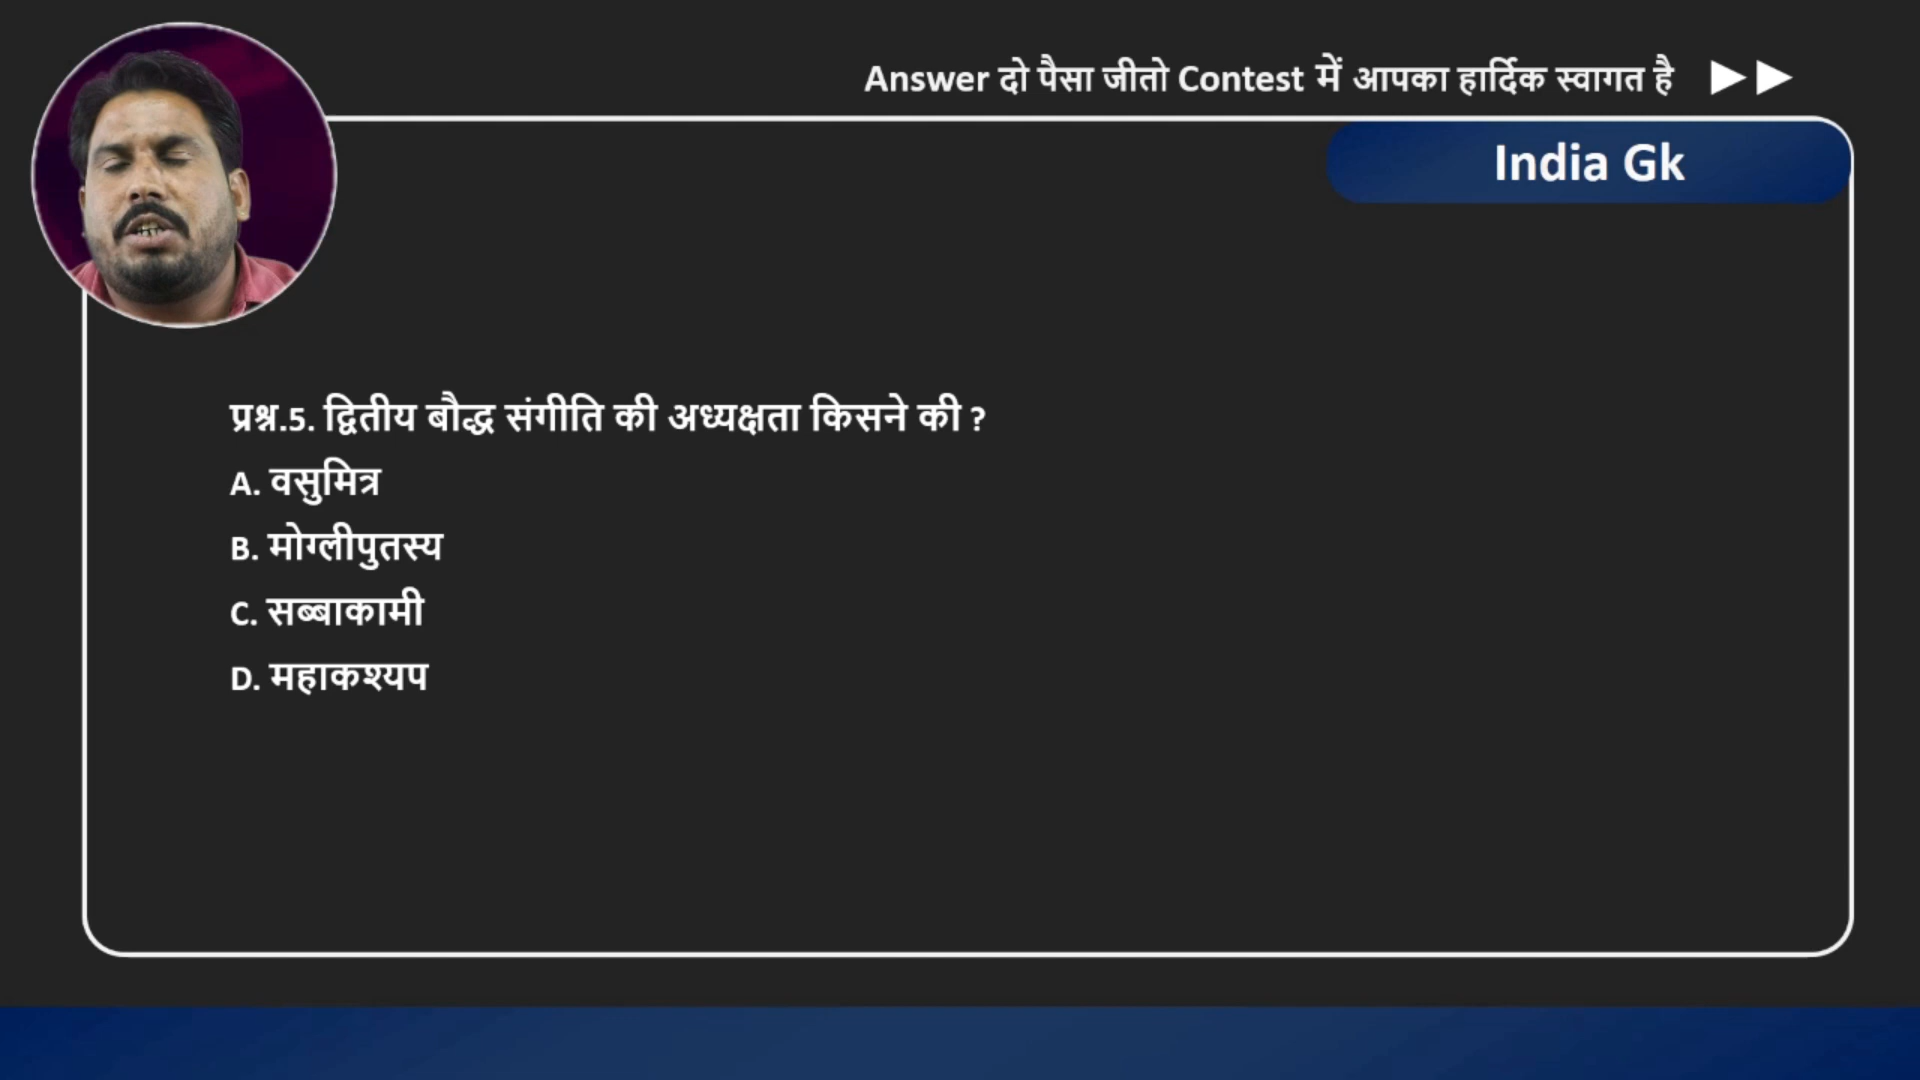 Answer दो पैसा जीतो Contest में आपका हार्दिक स्वागत है
India Gk
प्रश्न.5. द्वितीय बौद्ध संगीति की अध्यक्षता किसने की ?
A. वसुमित्र
B. मोग्लीपुतस्य
C. सब्बाकामी
D. महाकश्यप